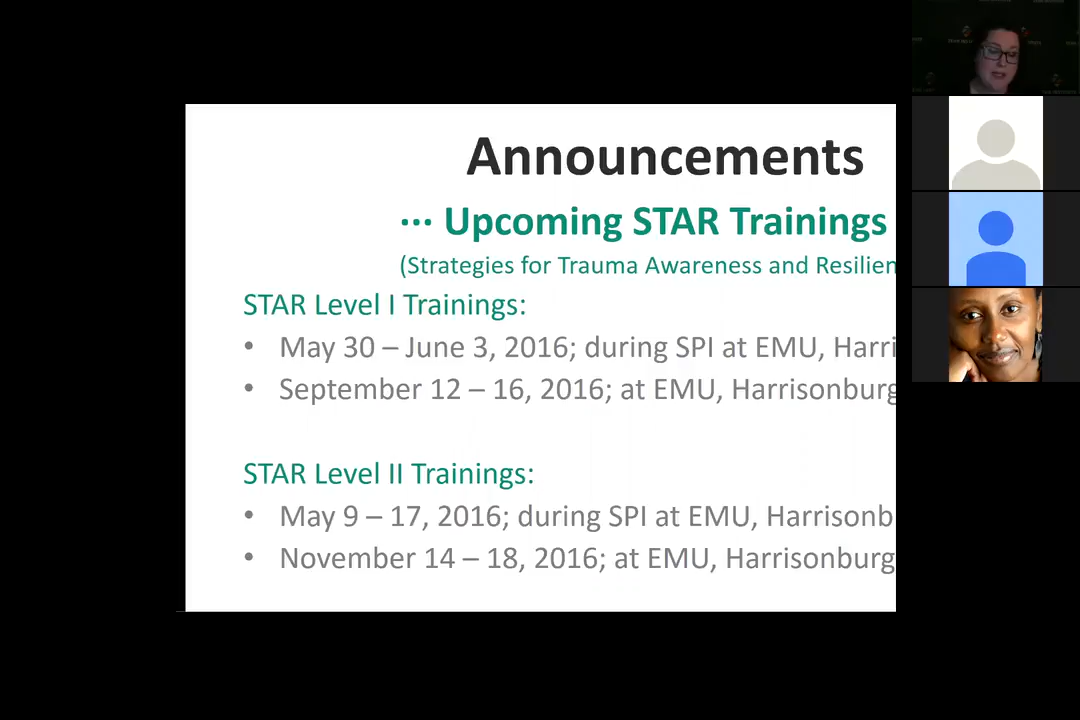 Announcements
··· Upcoming STAR Trainings
(Strategies for Trauma Awareness and Resilien
STAR Level I Trainings:
• May 30 – June 3, 2016; during SPI at EMU, Harri
• September 12 – 16, 2016; at EMU, Harrisonburg
STAR Level II Trainings:
• May 9 – 17, 2016; during SPI at EMU, Harrisonb
• November 14 – 18, 2016; at EMU, Harrisonburg